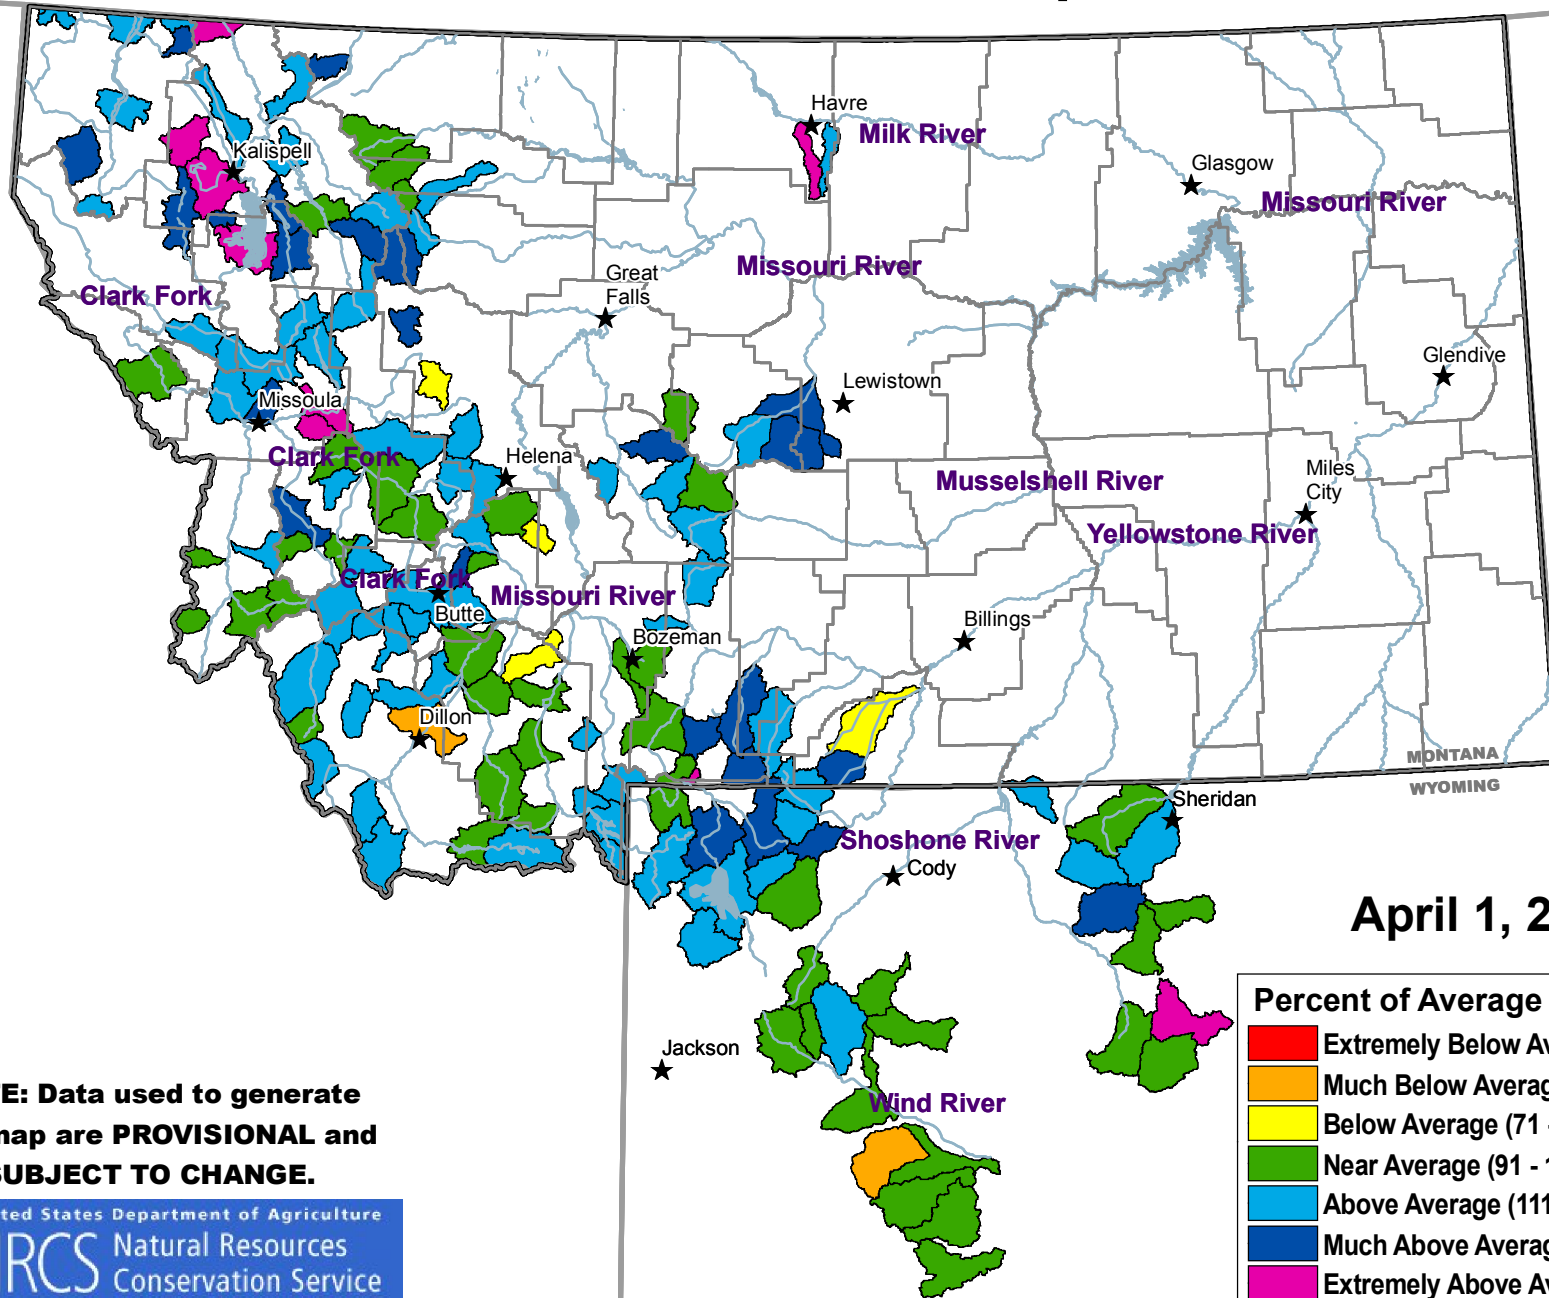 Havre
Milk River
Kalispell
Glasgow
Missouri River
Missouri River
Great
Falls
Clark Fork
Glendive
Lewistown
Missoula
Clark Fork
Helena
Miles
City
Musselshell River
Yellowstone River
Clark Fork
Missouri River
Butte
Billings
Bozeman
Dillon
MONTANA
WYOMING
Sheridan
Shoshone River
Cody
April 1, 2
Jackson
Wind River
Percent of Average
Extremely Below Av
Much Below Averag
Below Average (71 -
Near Average (91 - 1
Above Average (111
Much Above Averag
Extremely Above Av
E: Data used to generate
map are PROVISIONAL and
SUBJECT TO CHANGE.
ted States Department of Agriculture
RCS
Natural Resources
Conservation Service